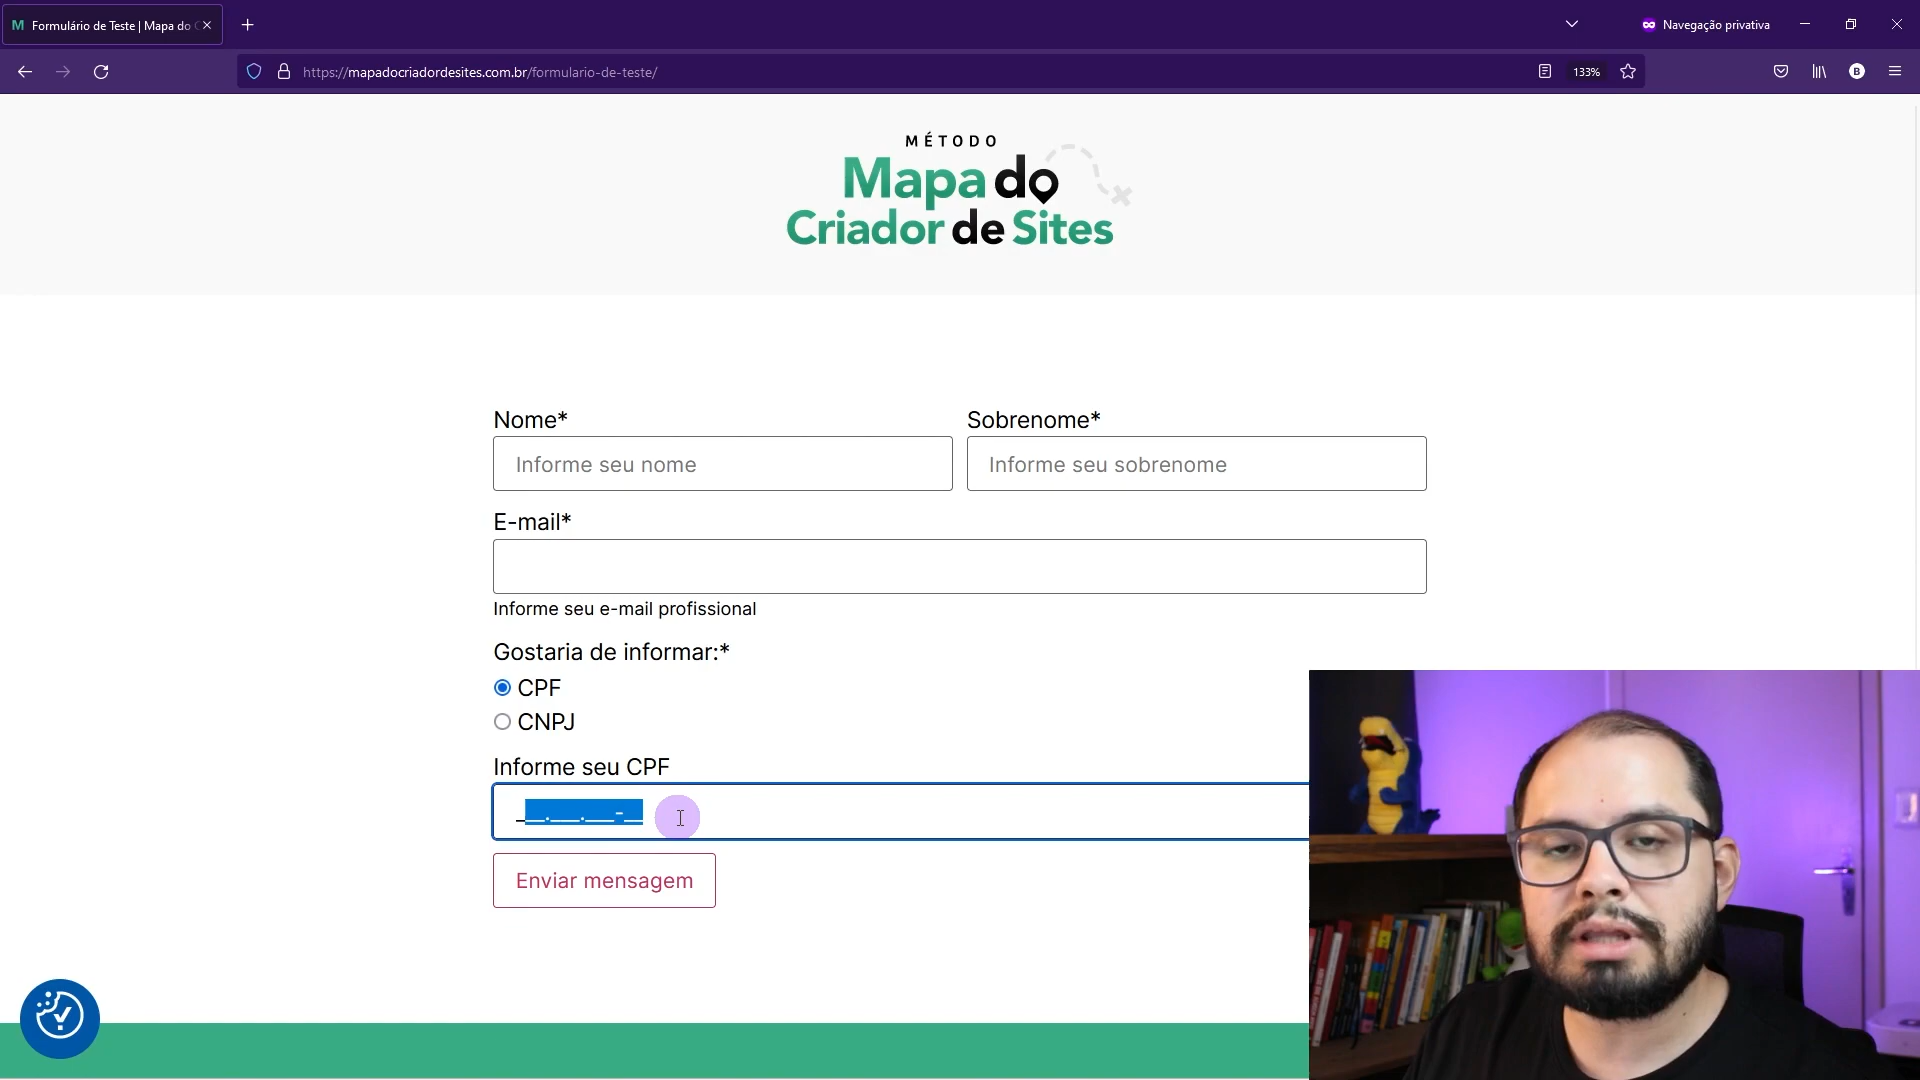 Formulário de Teste | Mapa do C
Navegação privativa
https://mapadocriadordesites.com.br/formulario-de-teste/
133%
B
MÉTODO
Mapa do
Criador de Sites
Nome*
Sobrenome*
Informe seu nome
Informe seu sobrenome
E-mail*
Informe seu e-mail profissional
Gostaria de informar:*
CPF
CNPJ
Informe seu CPF
___.___.___-__
Enviar mensagem